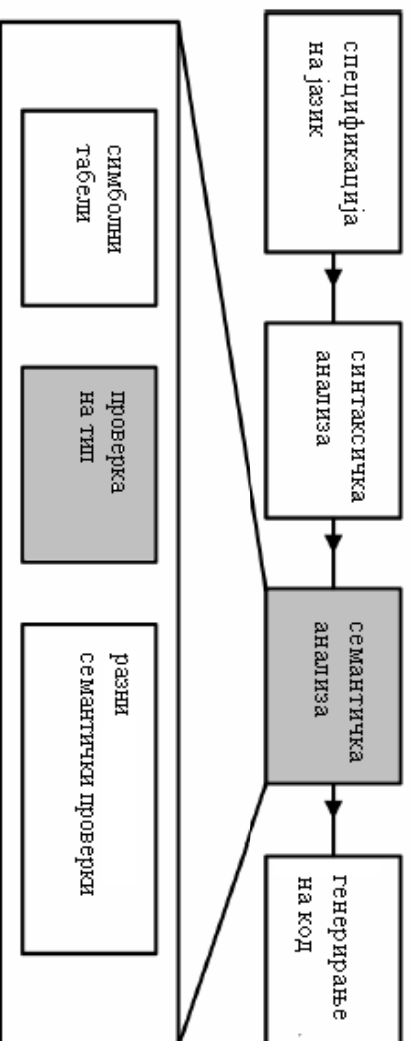 спецификација
на јазик
синтаксичка
анализа
семантичка
анализа
генерирање
на код
симболни
табели
проверка
на тип
разни
семантички проверки